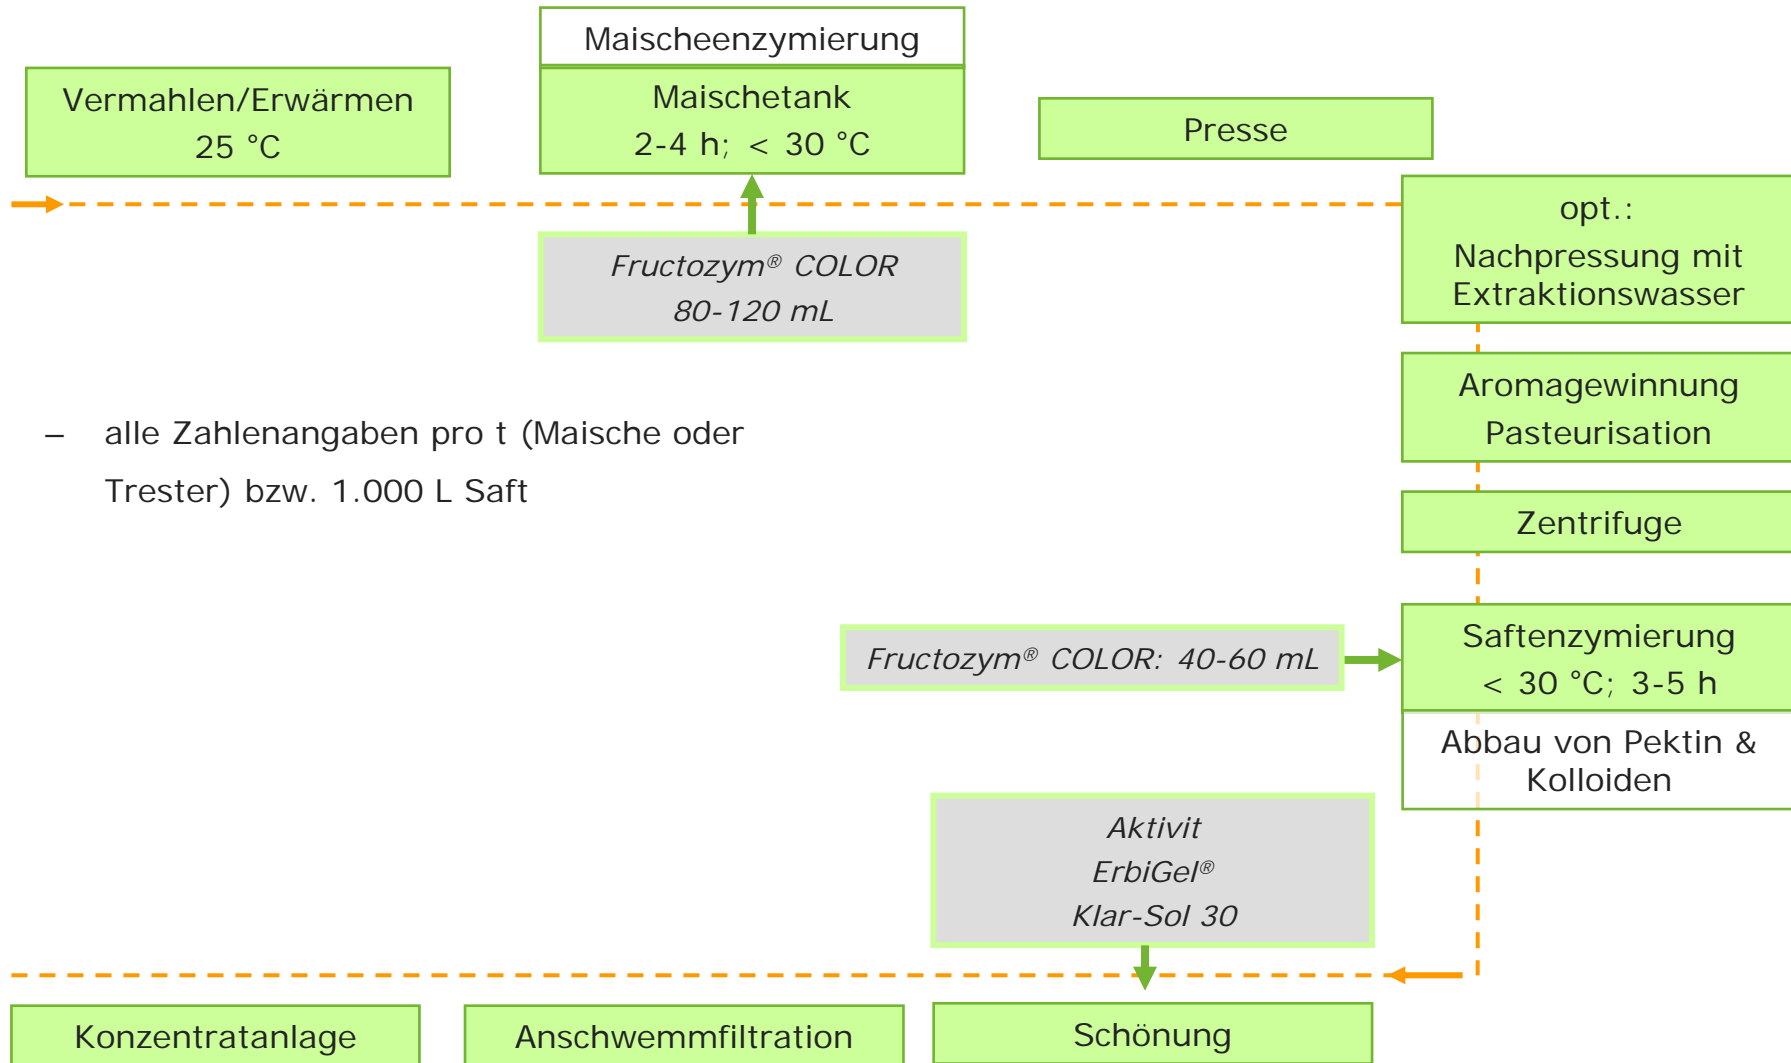 Vermahlen/Erwärmen
25 °C
Maischeenzymierung
Maischetank
2-4 h; < 30 °C
Presse
Fructozym® COLOR
80-120 mL
opt.:
Nachpressung mit
Extraktionswasser
Aromagewinnung
Pasteurisation
– alle Zahlenangaben pro t (Maische oder
Trester) bzw. 1.000 L Saft
Zentrifuge
Fructozym® COLOR: 40-60 mL
Saftenzymierung
< 30 °C; 3-5 h
Abbau von Pektin &
Kolloiden
Aktivit
ErbiGel®
Klar-Sol 30
Konzentratanlage
Anschwemmfiltration
Schönung